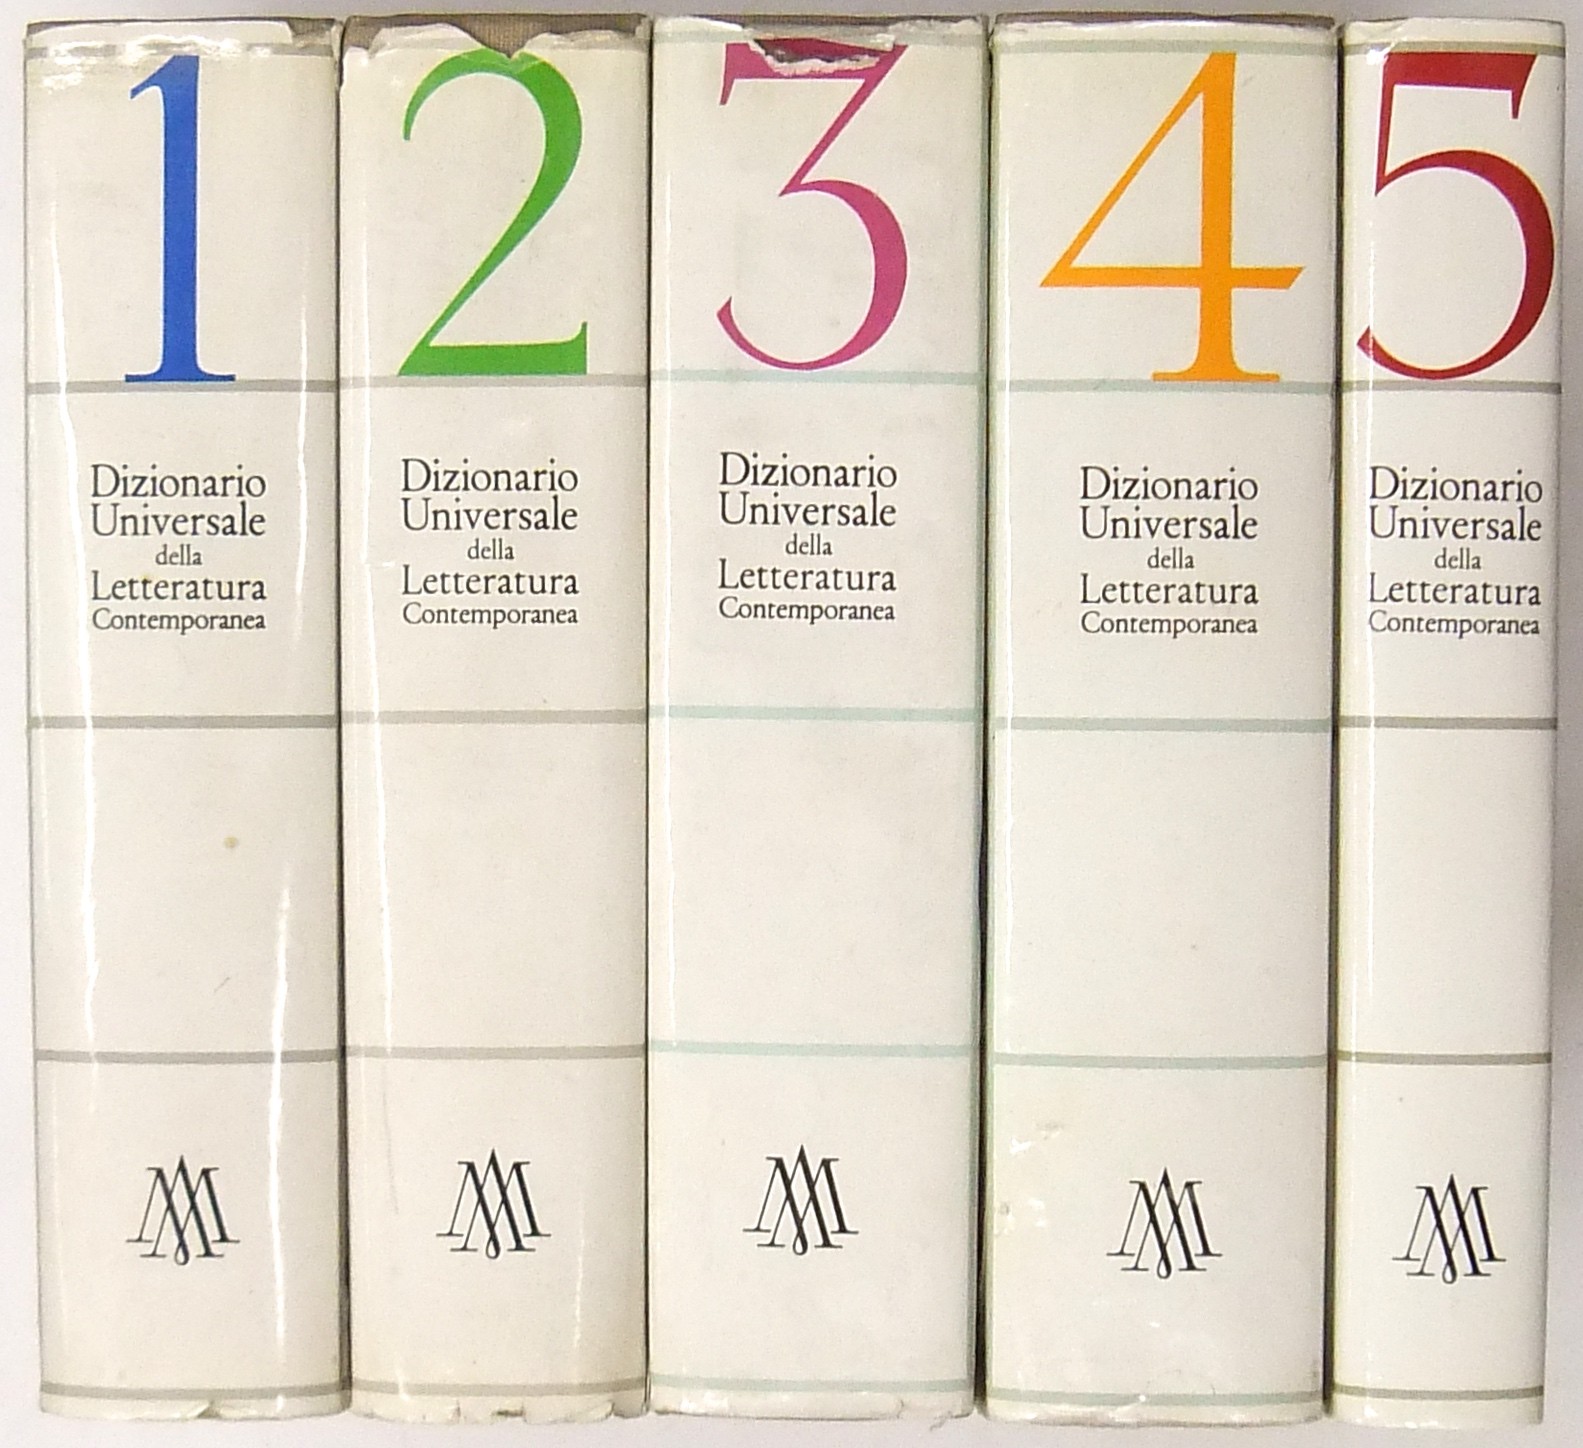 1
Dizionario
Universale
della
Letteratura
Contemporanea
2
Dizionario
Universale
della
Letteratura
Contemporanea
3
Dizionario
Universale
della
Letteratura
Contemporanea
4
Dizionario
Universale
della
Letteratura
Contemporanea
5
Dizionario
Universale
della
Letteratura
Contemporanea